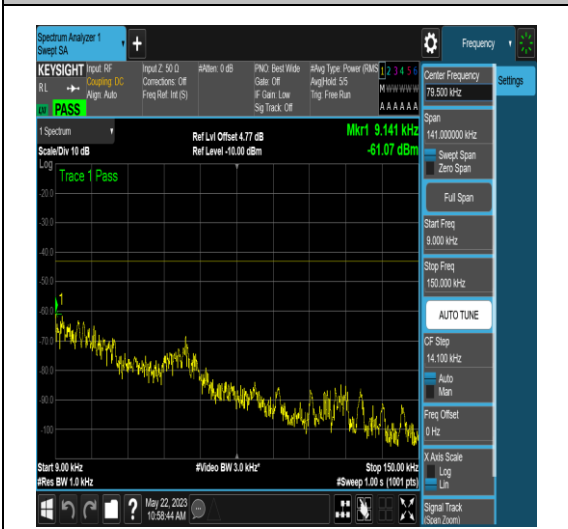 Spectrum Analyzer 1
Swept SA
Frequency
KEYSIGHT
RL
PASS
Input: RF
Coupling: DC
Align: Auto
Input Z: 50 Ω
Corrections: Off
Freq Ref: Int (S)
#Atten: 0 dB
PNO: Best Wide
Gate: Off
IF Gain: Low
Sig Track: Off
#Avg Type: Power (RMS
Avg|Hold: 5/5
Trig: Free Run
1 2 3 4 5 6
M W W W W W
A A A A A A
1 Spectrum
Scale/Div 10 dB
Ref Lvl Offset 4.77 dB
Ref Level -10.00 dBm
Mkr1 9.141 kHz
-61.07 dBm
Log
Trace 1 Pass
-20.0
-30.0
-40.0
-50.0
-60.0
-70.0
-80.0
-90.0
-100
1
Start 9.00 kHz
#Res BW 1.0 kHz
#Video BW 3.0 kHz*
Stop 150.00 kHz
#Sweep 1.00 s (1001 pts)
May 22, 2023
10:58:44 AM
Center Frequency
79.500 kHz
Settings
Span
141.000000 kHz
Swept Span
Zero Span
Full Span
Start Freq
9.000 kHz
Stop Freq
150.000 kHz
AUTO TUNE
CF Step
14.100 kHz
Auto
Man
Freq Offset
0 Hz
X Axis Scale
Log
Lin
Signal Track
(Span Zoom)